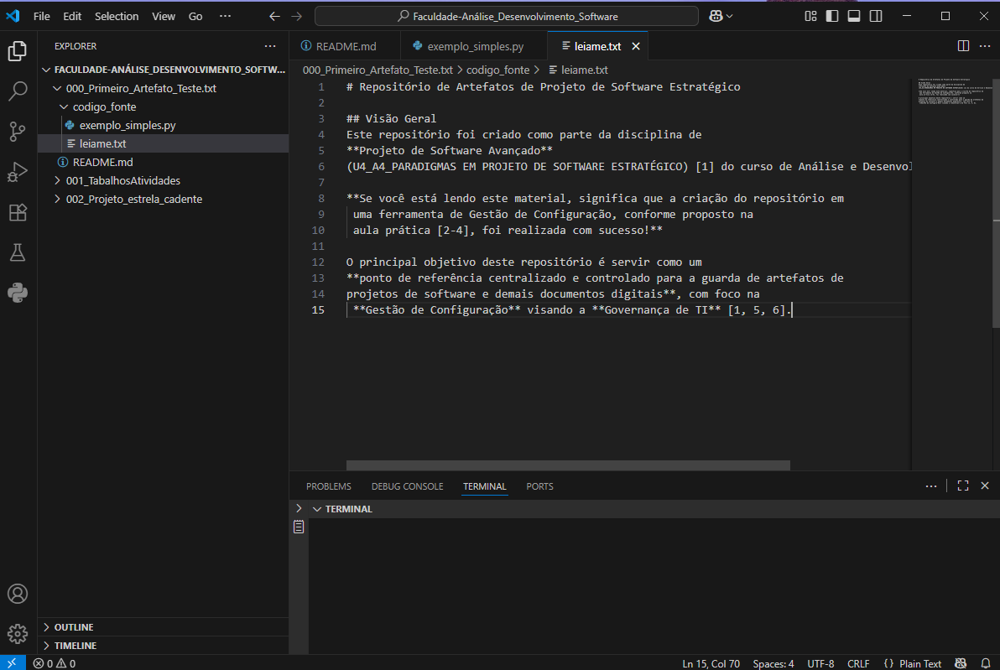 File Edit Selection View Go ··· Faculdade-Análise_Desenvolvimento_Software
EXPLORER ···
FACULDADE-ANÁLISE_DESENVOLVIMENTO_SOFTW...
000_Primeiro_Artefato_Teste.txt
codigo_fonte
exemplo_simples.py
leiame.txt
README.md
001_TabalhosAtividades
002_Projeto_estrela_cadente
OUTLINE
TIMELINE
README.md exemplo_simples.py leiame.txt
000_Primeiro_Artefato_Teste.txt > codigo_fonte > leiame.txt
1 # Repositório de Artefatos de Projeto de Software Estratégico
2
3 ## Visão Geral
4 Este repositório foi criado como parte da disciplina de
5 **Projeto de Software Avançado**
6 (U4_A4_PARADIGMAS EM PROJETO DE SOFTWARE ESTRATÉGICO) [1] do curso de Análise e Desenvol
7
8 **Se você está lendo este material, significa que a criação do repositório em
9 uma ferramenta de Gestão de Configuração, conforme proposto na
10 aula prática [2-4], foi realizada com sucesso!**
11
12 O principal objetivo deste repositório é servir como um
13 **ponto de referência centralizado e controlado para a guarda de artefatos de
14 projetos de software e demais documentos digitais**, com foco na
15 **Gestão de Configuração** visando a **Governança de TI** [1, 5, 6].
PROBLEMS DEBUG CONSOLE TERMINAL PORTS ···
TERMINAL
0 0 Ln 15, Col 70 Spaces: 4 UTF-8 CRLF {} Plain Text